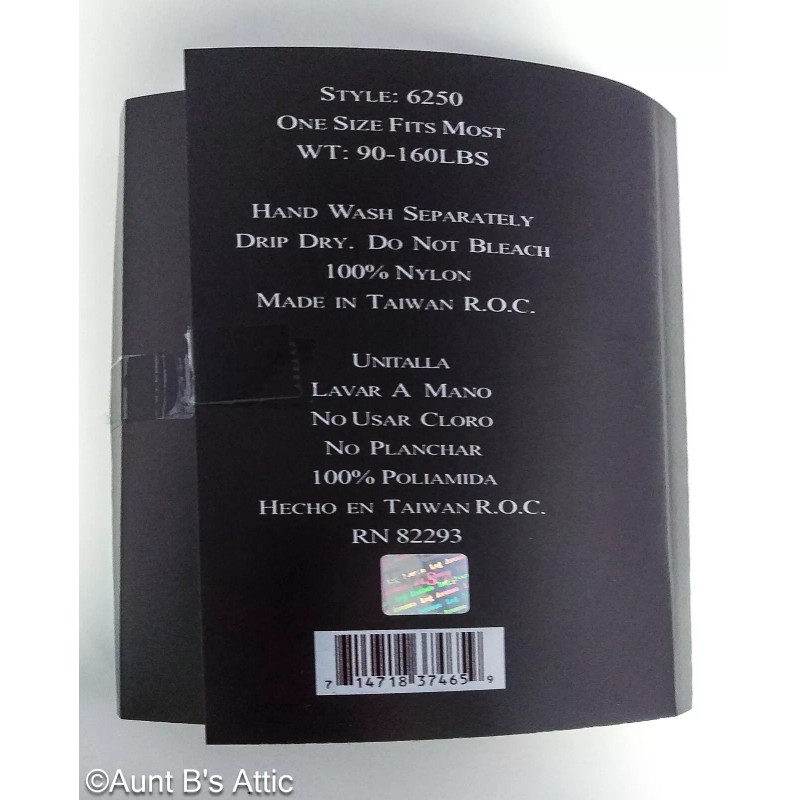 STYLE: 6250
ONE SIZE FITS MOST
WT: 90-160LBS
HAND WASH SEPARATELY
DRIP DRY. DO NOT BLEACH
100% NYLON
MADE IN TAIWAN R.O.C.
UNITALLA
LAVAR A MANO
NO USAR CLORO
NO PLANCHAR
100% POLIAMIDA
HECHO EN TAIWAN R.O.C.
RN 82293
7 14718 37465 9
©Aunt B's Attic